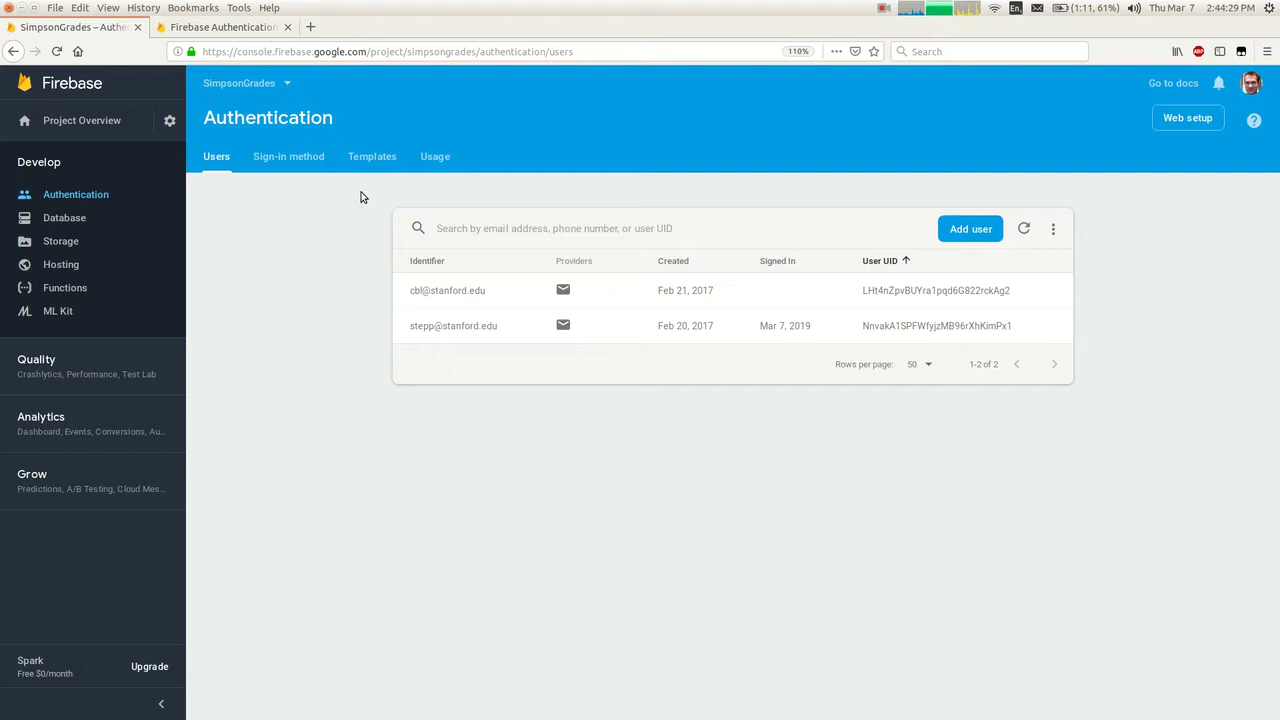 File Edit View History Bookmarks Tools Help
En (1:11, 61%) Thu Mar 7 2:44:29 PM
SimpsonGrades – Authe
Firebase Authentication
https://console.firebase.google.com/project/simpsongrades/authentication/users
110%
Search
Firebase
SimpsonGrades
Go to docs
Project Overview
Authentication
Web setup
Develop
Users Sign-in method Templates Usage
Authentication
Database
Storage
Hosting
Functions
ML Kit
Quality
Crashlytics, Performance, Test Lab
Analytics
Dashboard, Events, Conversions, Au...
Grow
Predictions, A/B Testing, Cloud Mes...
Spark
Free $0/month
Upgrade
Search by email address, phone number, or user UID
Add user
Identifier Providers Created Signed In User UID
cbl@stanford.edu Feb 21, 2017 LHt4nZpvBUYra1pqd6G822rckAg2
stepp@stanford.edu Feb 20, 2017 Mar 7, 2019 NnvakA1SPFWfyjzMB96rXhKimPx1
Rows per page: 50 1-2 of 2